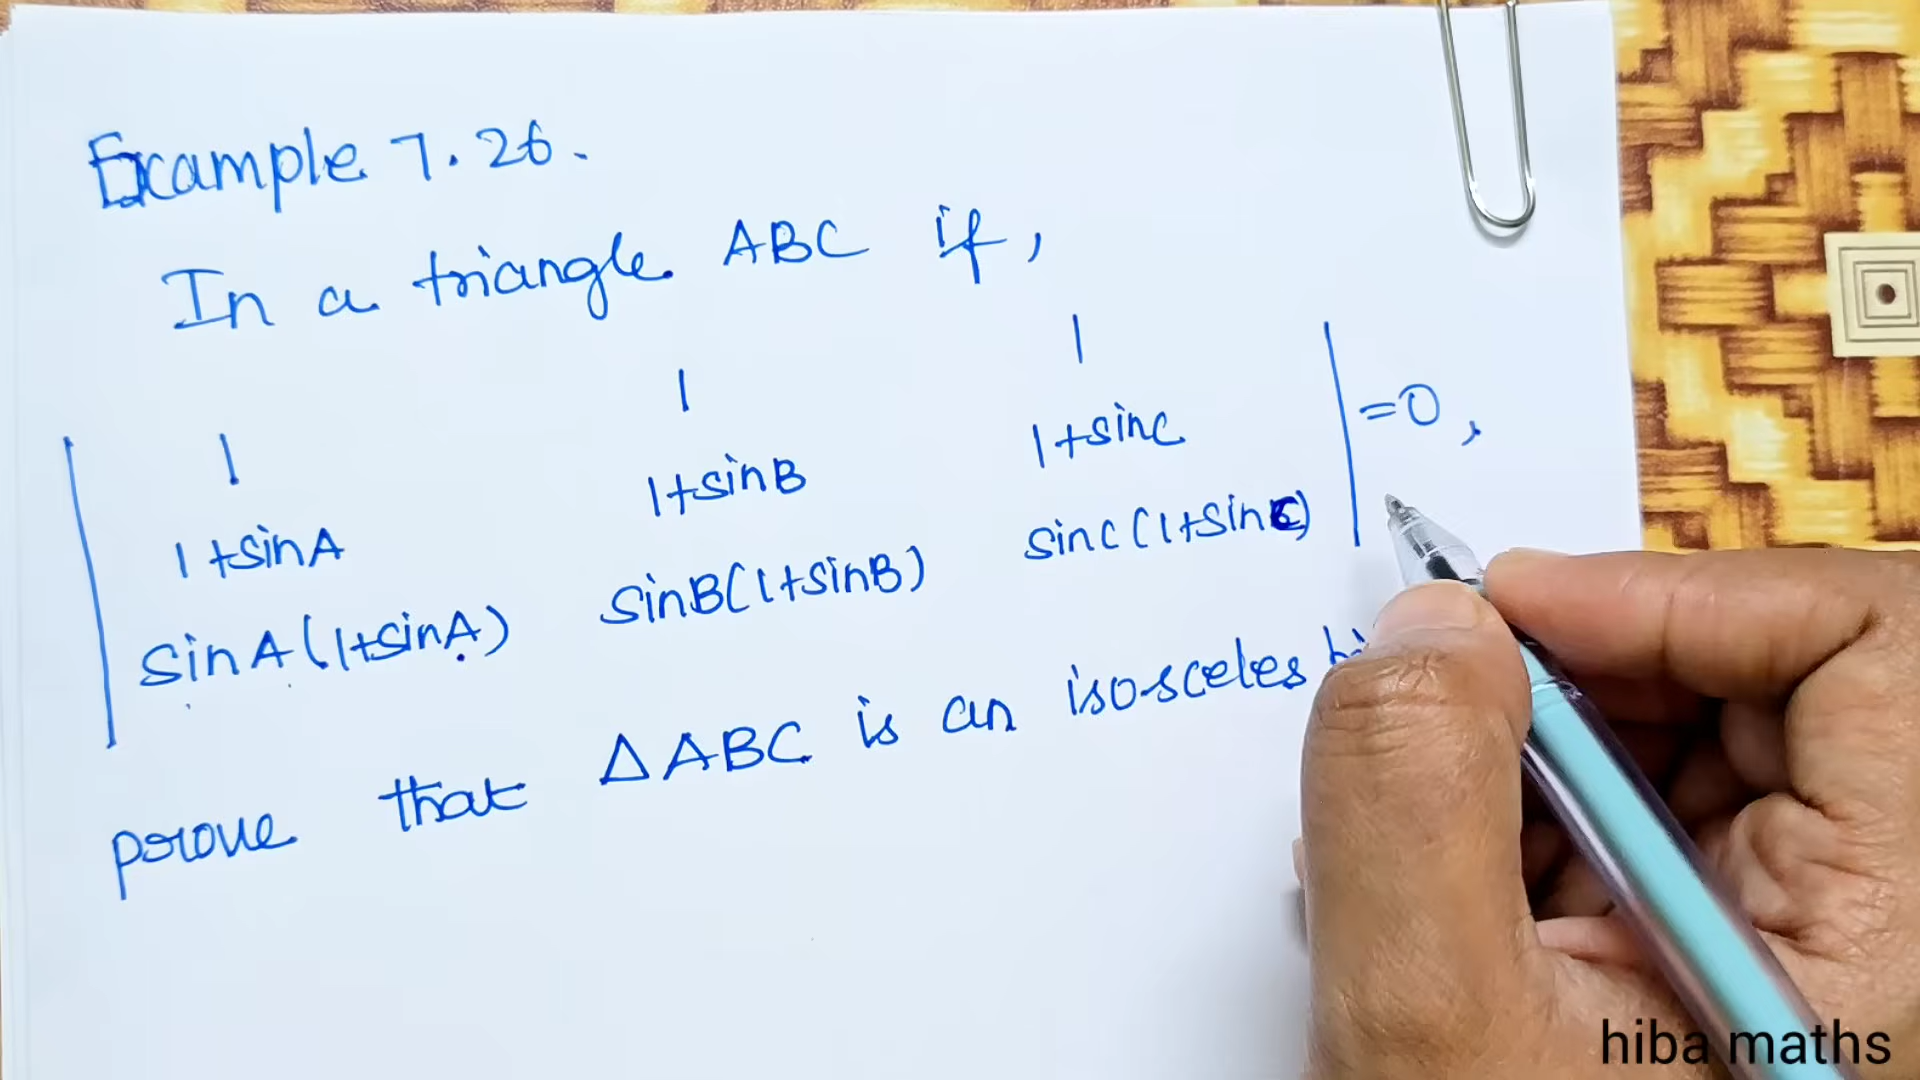 Example 7.26.
In a triangle ABC if,
| 1 1 1 |
| 1+sinA 1+sinB 1+sinC | =0,
| sinA(1+sinA) sinB(1+sinB) sinC(1+sinC) |
prove that ΔABC is an isosceles
hiba maths